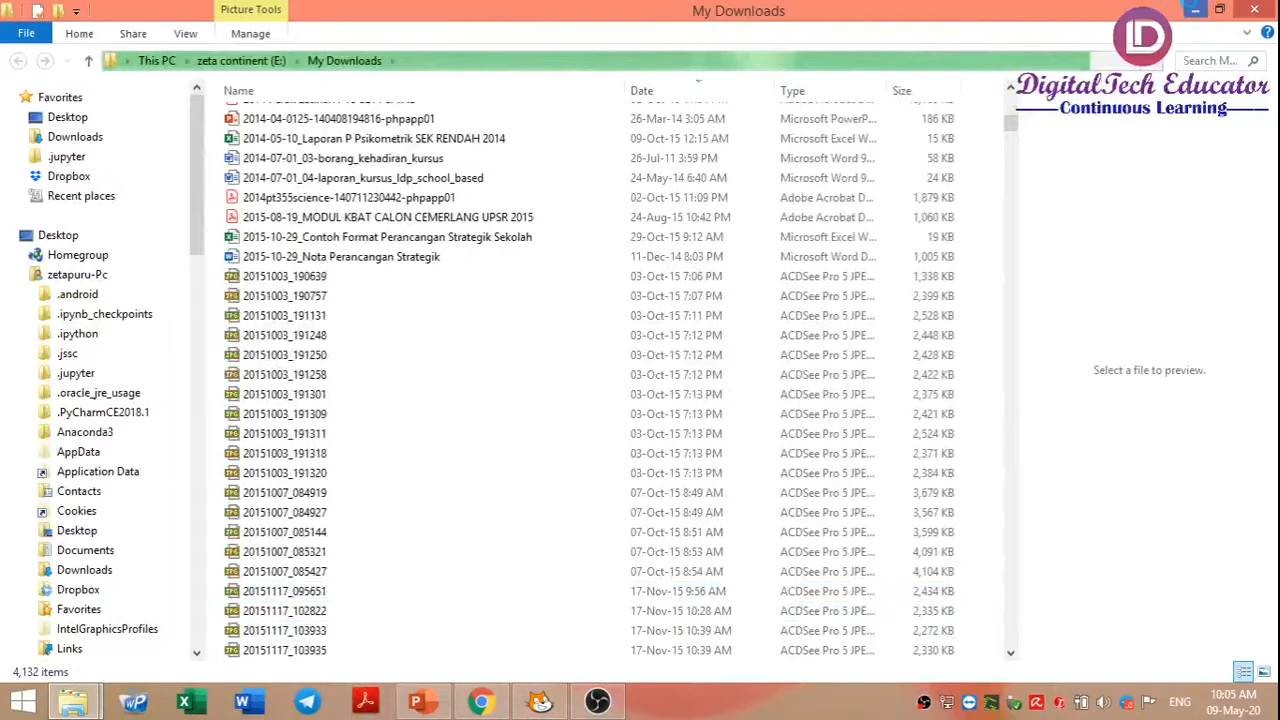 Picture Tools
My Downloads
File Home Share View Manage
This PC zeta continent (E:) My Downloads
Search M...
DigitalTech Educator
Continuous Learning
Name Date Type Size
Favorites
Desktop
Downloads
.jupyter
Dropbox
Recent places
Desktop
Homegroup
zetapuru-Pc
.android
.ipynb_checkpoints
.ipython
.jssc
.jupyter
.oracle_jre_usage
.PyCharmCE2018.1
Anaconda3
AppData
Application Data
Contacts
Cookies
Desktop
Documents
Downloads
Dropbox
Favorites
IntelGraphicsProfiles
Links
2014-04-0125-140408194816-phpapp01 26-Mar-14 3:05 AM Microsoft PowerP... 186 KB
2014-05-10_Laporan P Psikometrik SEK RENDAH 2014 09-Oct-15 12:15 AM Microsoft Excel W... 15 KB
2014-07-01_03-borang_kehadiran_kursus 26-Jul-11 3:59 PM Microsoft Word 9... 58 KB
2014-07-01_04-laporan_kursus_ldp_school_based 24-May-14 6:40 AM Microsoft Word 9... 24 KB
2014pt355science-140711230442-phpapp01 02-Oct-15 11:09 PM Adobe Acrobat D... 1,879 KB
2015-08-19_MODUL KBAT CALON CEMERLANG UPSR 2015 24-Aug-15 10:42 PM Adobe Acrobat D... 1,060 KB
2015-10-29_Contoh Format Perancangan Strategik Sekolah 29-Oct-15 9:12 AM Microsoft Excel W... 19 KB
2015-10-29_Nota Perancangan Strategik 11-Dec-14 8:03 PM Microsoft Word D... 1,005 KB
20151003_190639 03-Oct-15 7:06 PM ACDSee Pro 5 JPE... 1,338 KB
20151003_190757 03-Oct-15 7:07 PM ACDSee Pro 5 JPE... 2,399 KB
20151003_191131 03-Oct-15 7:11 PM ACDSee Pro 5 JPE... 2,528 KB
20151003_191248 03-Oct-15 7:12 PM ACDSee Pro 5 JPE... 2,448 KB
20151003_191250 03-Oct-15 7:12 PM ACDSee Pro 5 JPE... 2,428 KB
20151003_191258 03-Oct-15 7:12 PM ACDSee Pro 5 JPE... 2,422 KB
20151003_191301 03-Oct-15 7:13 PM ACDSee Pro 5 JPE... 2,375 KB
20151003_191309 03-Oct-15 7:13 PM ACDSee Pro 5 JPE... 2,421 KB
20151003_191311 03-Oct-15 7:13 PM ACDSee Pro 5 JPE... 2,524 KB
20151003_191318 03-Oct-15 7:13 PM ACDSee Pro 5 JPE... 2,371 KB
20151003_191320 03-Oct-15 7:13 PM ACDSee Pro 5 JPE... 2,384 KB
20151007_084919 07-Oct-15 8:49 AM ACDSee Pro 5 JPE... 3,679 KB
20151007_084927 07-Oct-15 8:49 AM ACDSee Pro 5 JPE... 3,567 KB
20151007_085144 07-Oct-15 8:51 AM ACDSee Pro 5 JPE... 3,599 KB
20151007_085321 07-Oct-15 8:53 AM ACDSee Pro 5 JPE... 4,091 KB
20151007_085427 07-Oct-15 8:54 AM ACDSee Pro 5 JPE... 4,104 KB
20151117_095651 17-Nov-15 9:56 AM ACDSee Pro 5 JPE... 2,434 KB
20151117_102822 17-Nov-15 10:28 AM ACDSee Pro 5 JPE... 2,335 KB
20151117_103933 17-Nov-15 10:39 AM ACDSee Pro 5 JPE... 2,272 KB
20151117_103935 17-Nov-15 10:39 AM ACDSee Pro 5 JPE... 2,330 KB
Select a file to preview.
4,132 items
ENG
10:05 AM
09-May-20